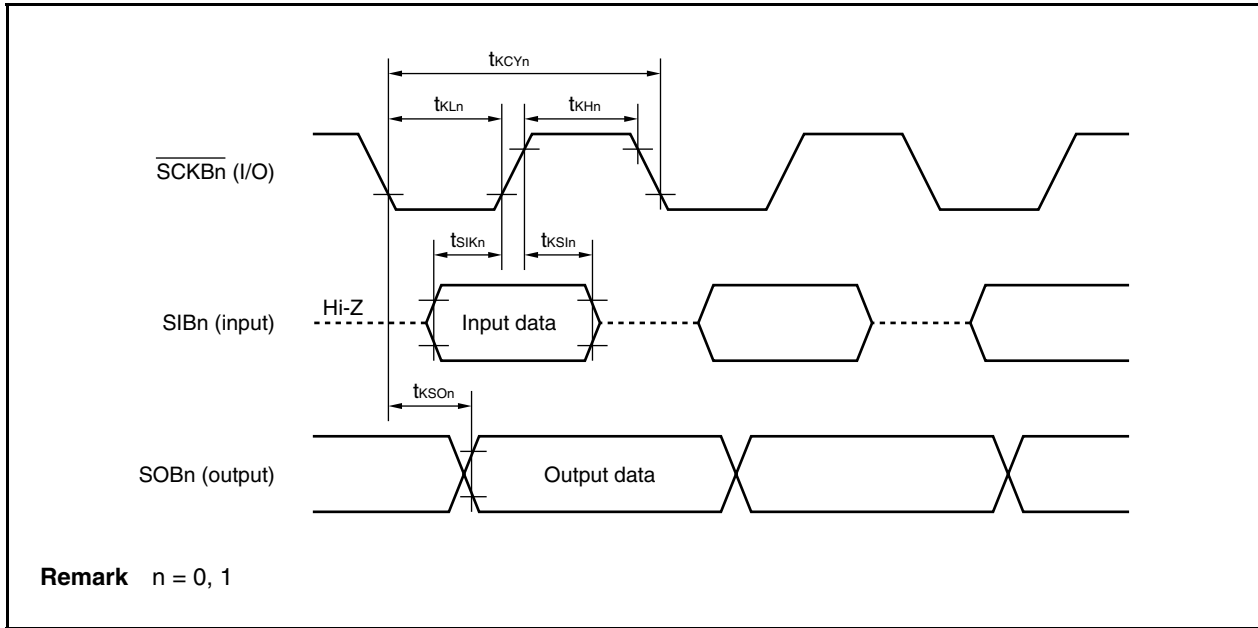 tKCYn
tKLn
tKHn
SCKBn (I/O)
tSIKn
tKSIn
Hi-Z
SIBn (input)
Input data
tKSOn
SOBn (output)
Output data
Remark n = 0, 1